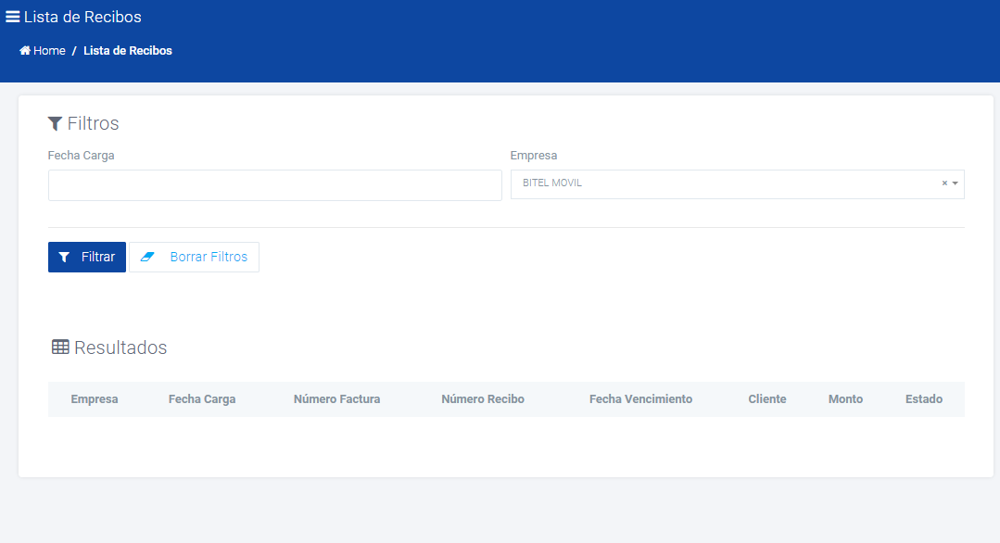 Lista de Recibos
Home / Lista de Recibos
Filtros
Fecha Carga Empresa
BITEL MOVIL × 
Filtrar Borrar Filtros
Resultados
Empresa Fecha Carga Número Factura Número Recibo Fecha Vencimiento Cliente Monto Estado